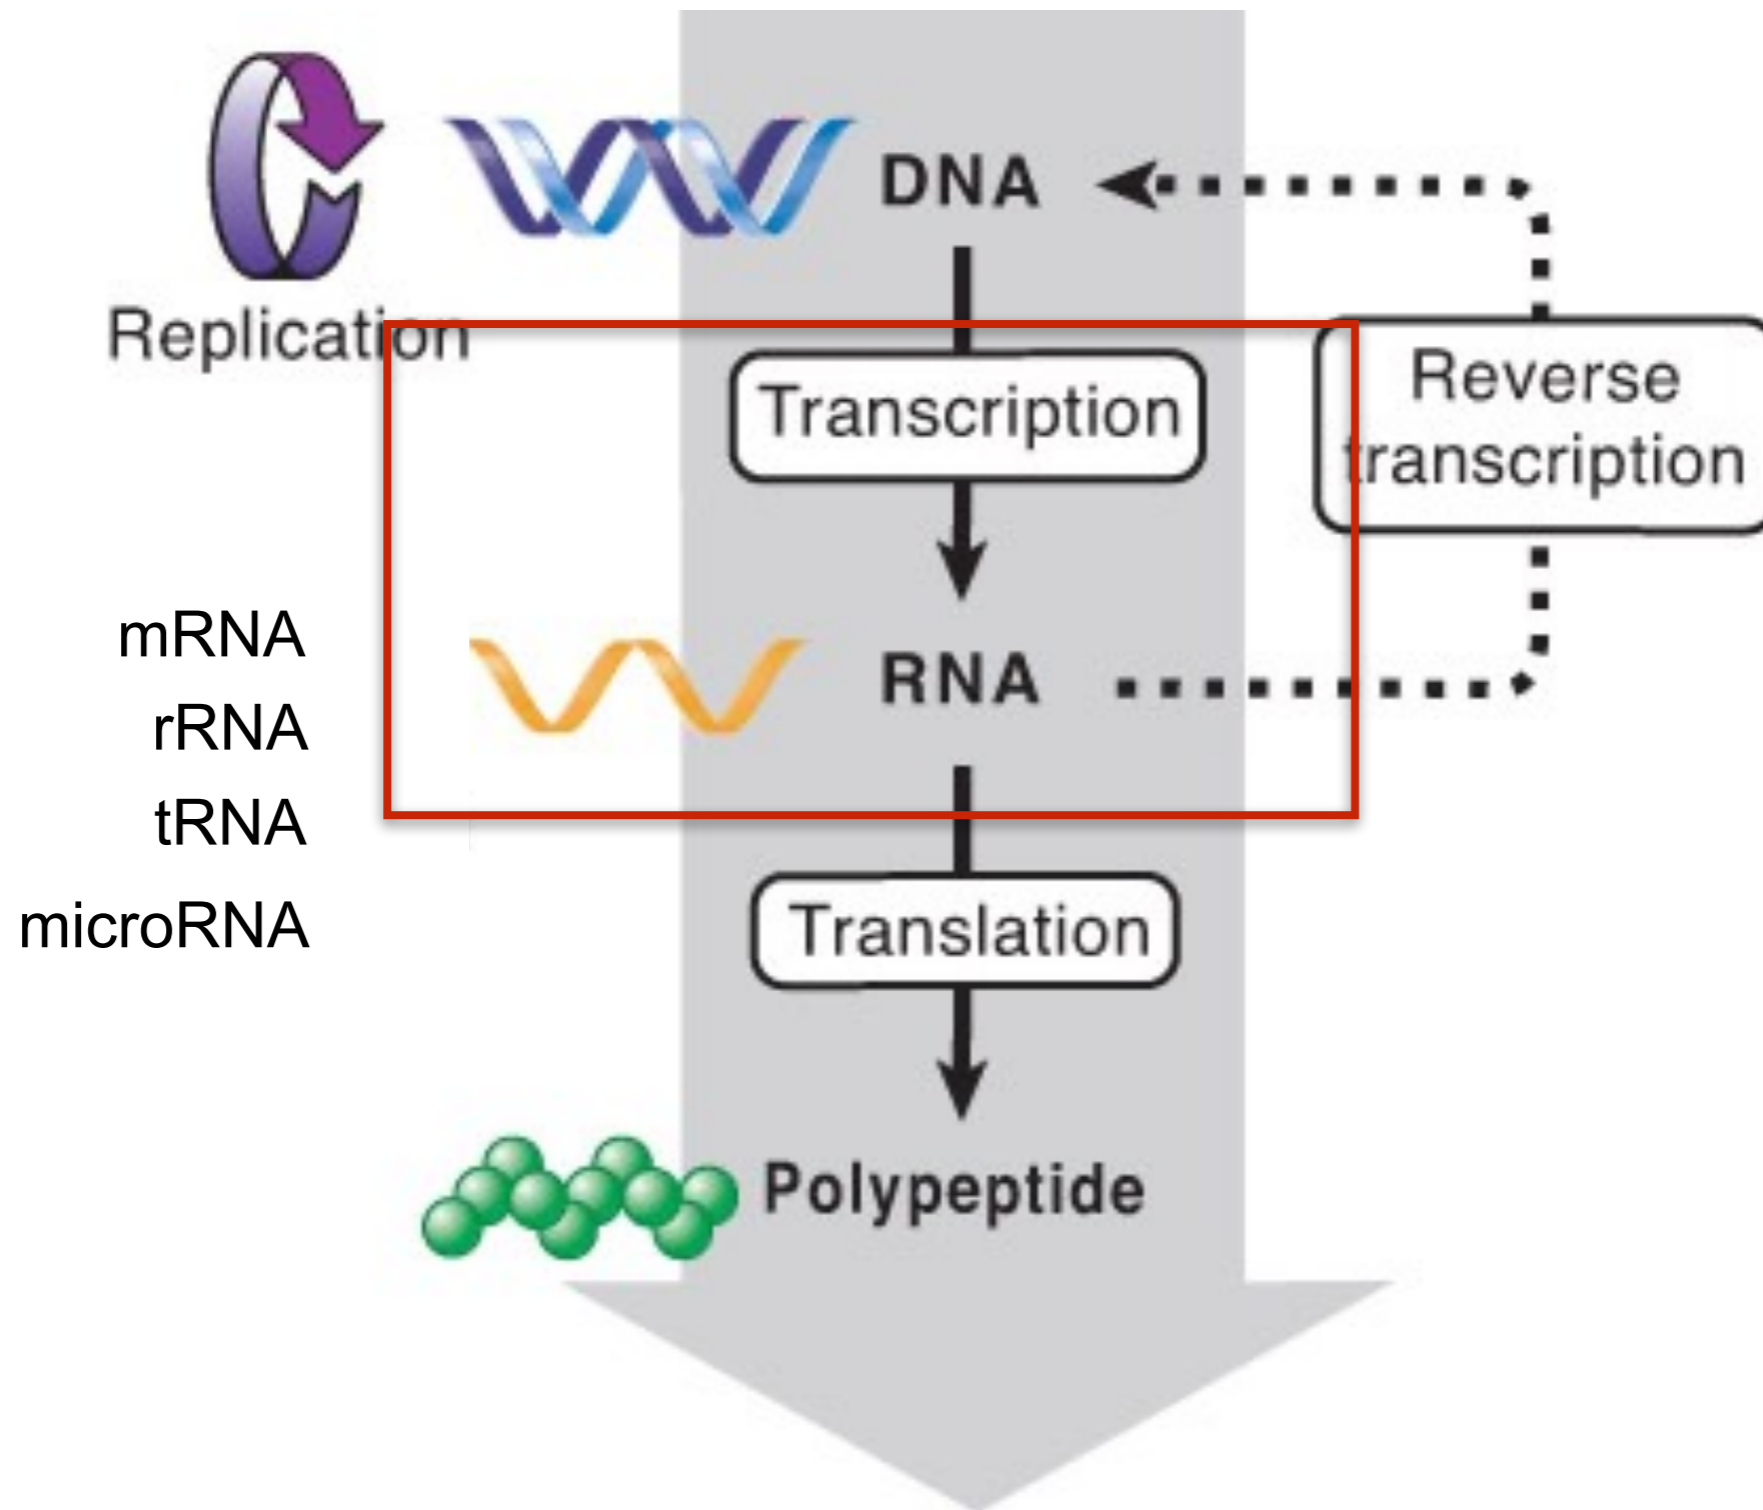 DNA
Replication
Transcription
Reverse
transcription
mRNA
RNA
rRNA
tRNA
microRNA
Translation
Polypeptide